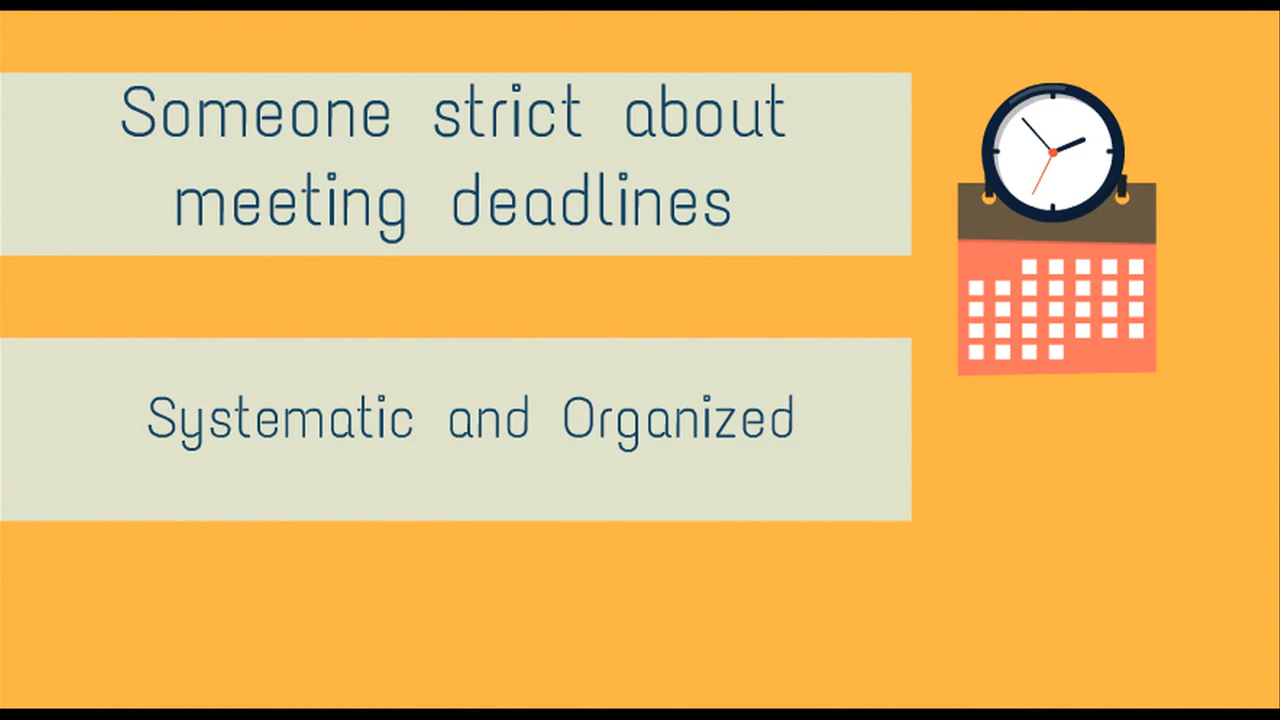 Someone strict about
meeting deadlines
Systematic and Organized